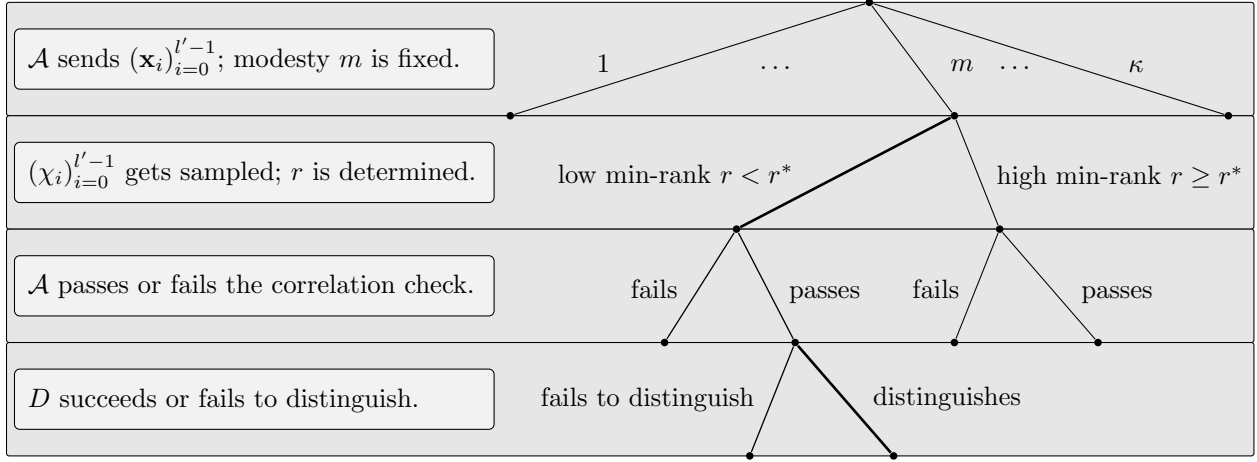 𝒜 sends (𝐱ᵢ)_{i=0}^{l′−1}; modesty m is fixed.
1 ... m ... κ
(χᵢ)_{i=0}^{l′−1} gets sampled; r is determined.
low min-rank r < r* high min-rank r ≥ r*
𝒜 passes or fails the correlation check.
fails passes fails passes
D succeeds or fails to distinguish.
fails to distinguish distinguishes